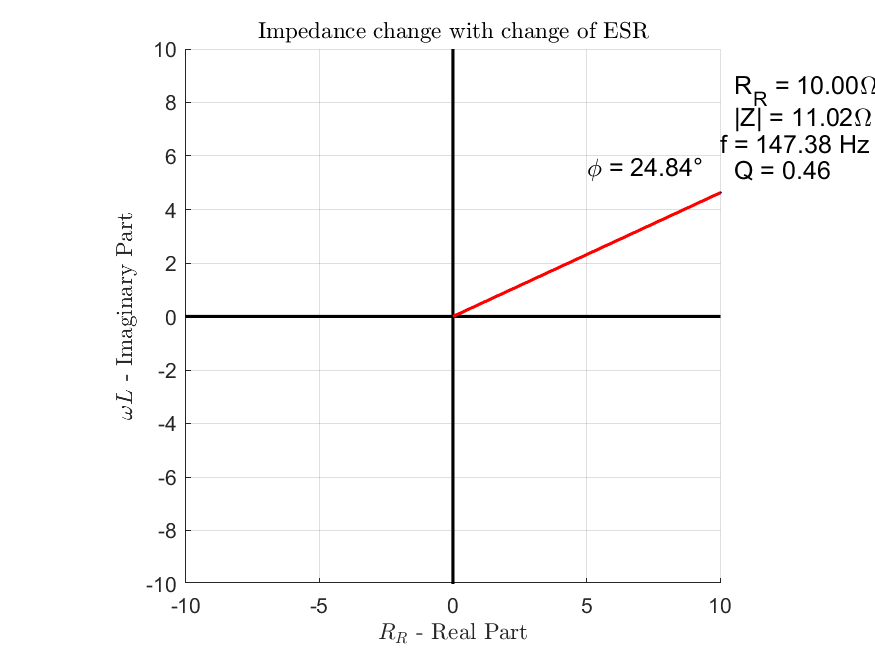 Impedance change with change of ESR
10
8
6
4
2
0
-2
-4
-6
-8
-10
-10
-5
0
5
10
ωL - Imaginary Part
R_R - Real Part
ϕ = 24.84°
R_R = 10.00Ω
|Z| = 11.02Ω
f = 147.38 Hz
Q = 0.46